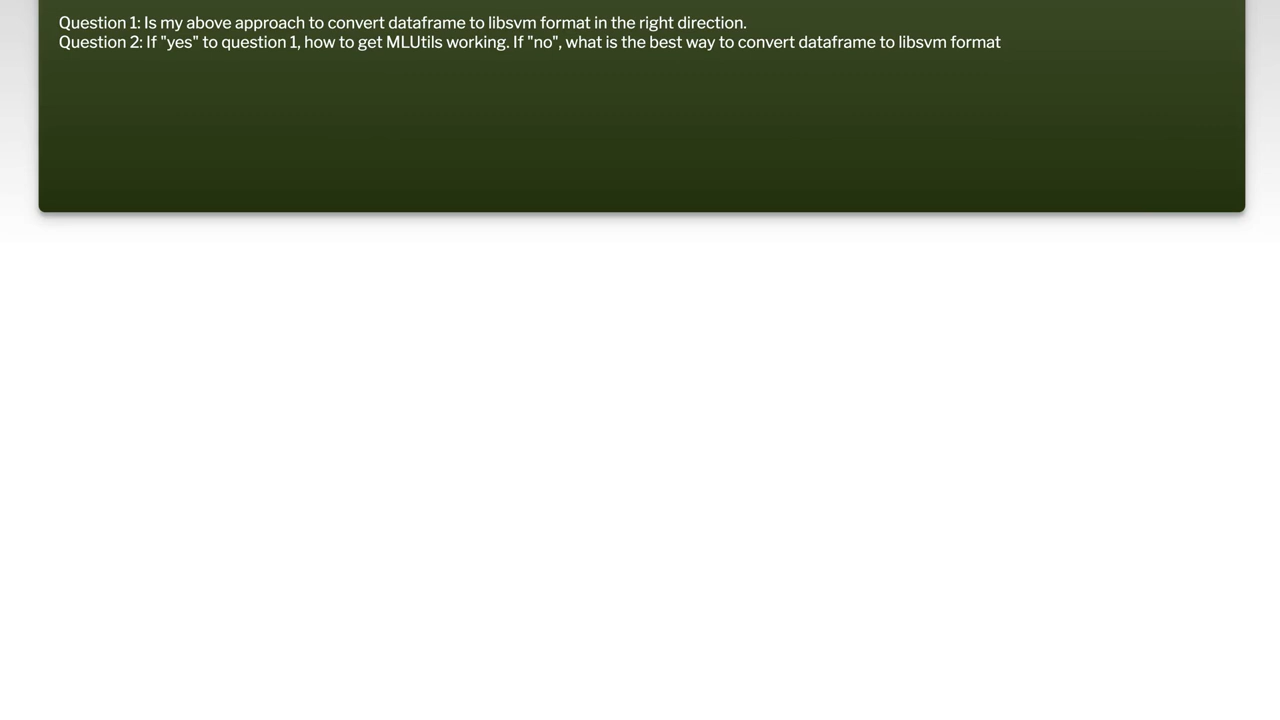 Question 1: Is my above approach to convert dataframe to libsvm format in the right direction.
Question 2: If "yes" to question 1, how to get MLUtils working. If "no", what is the best way to convert dataframe to libsvm format